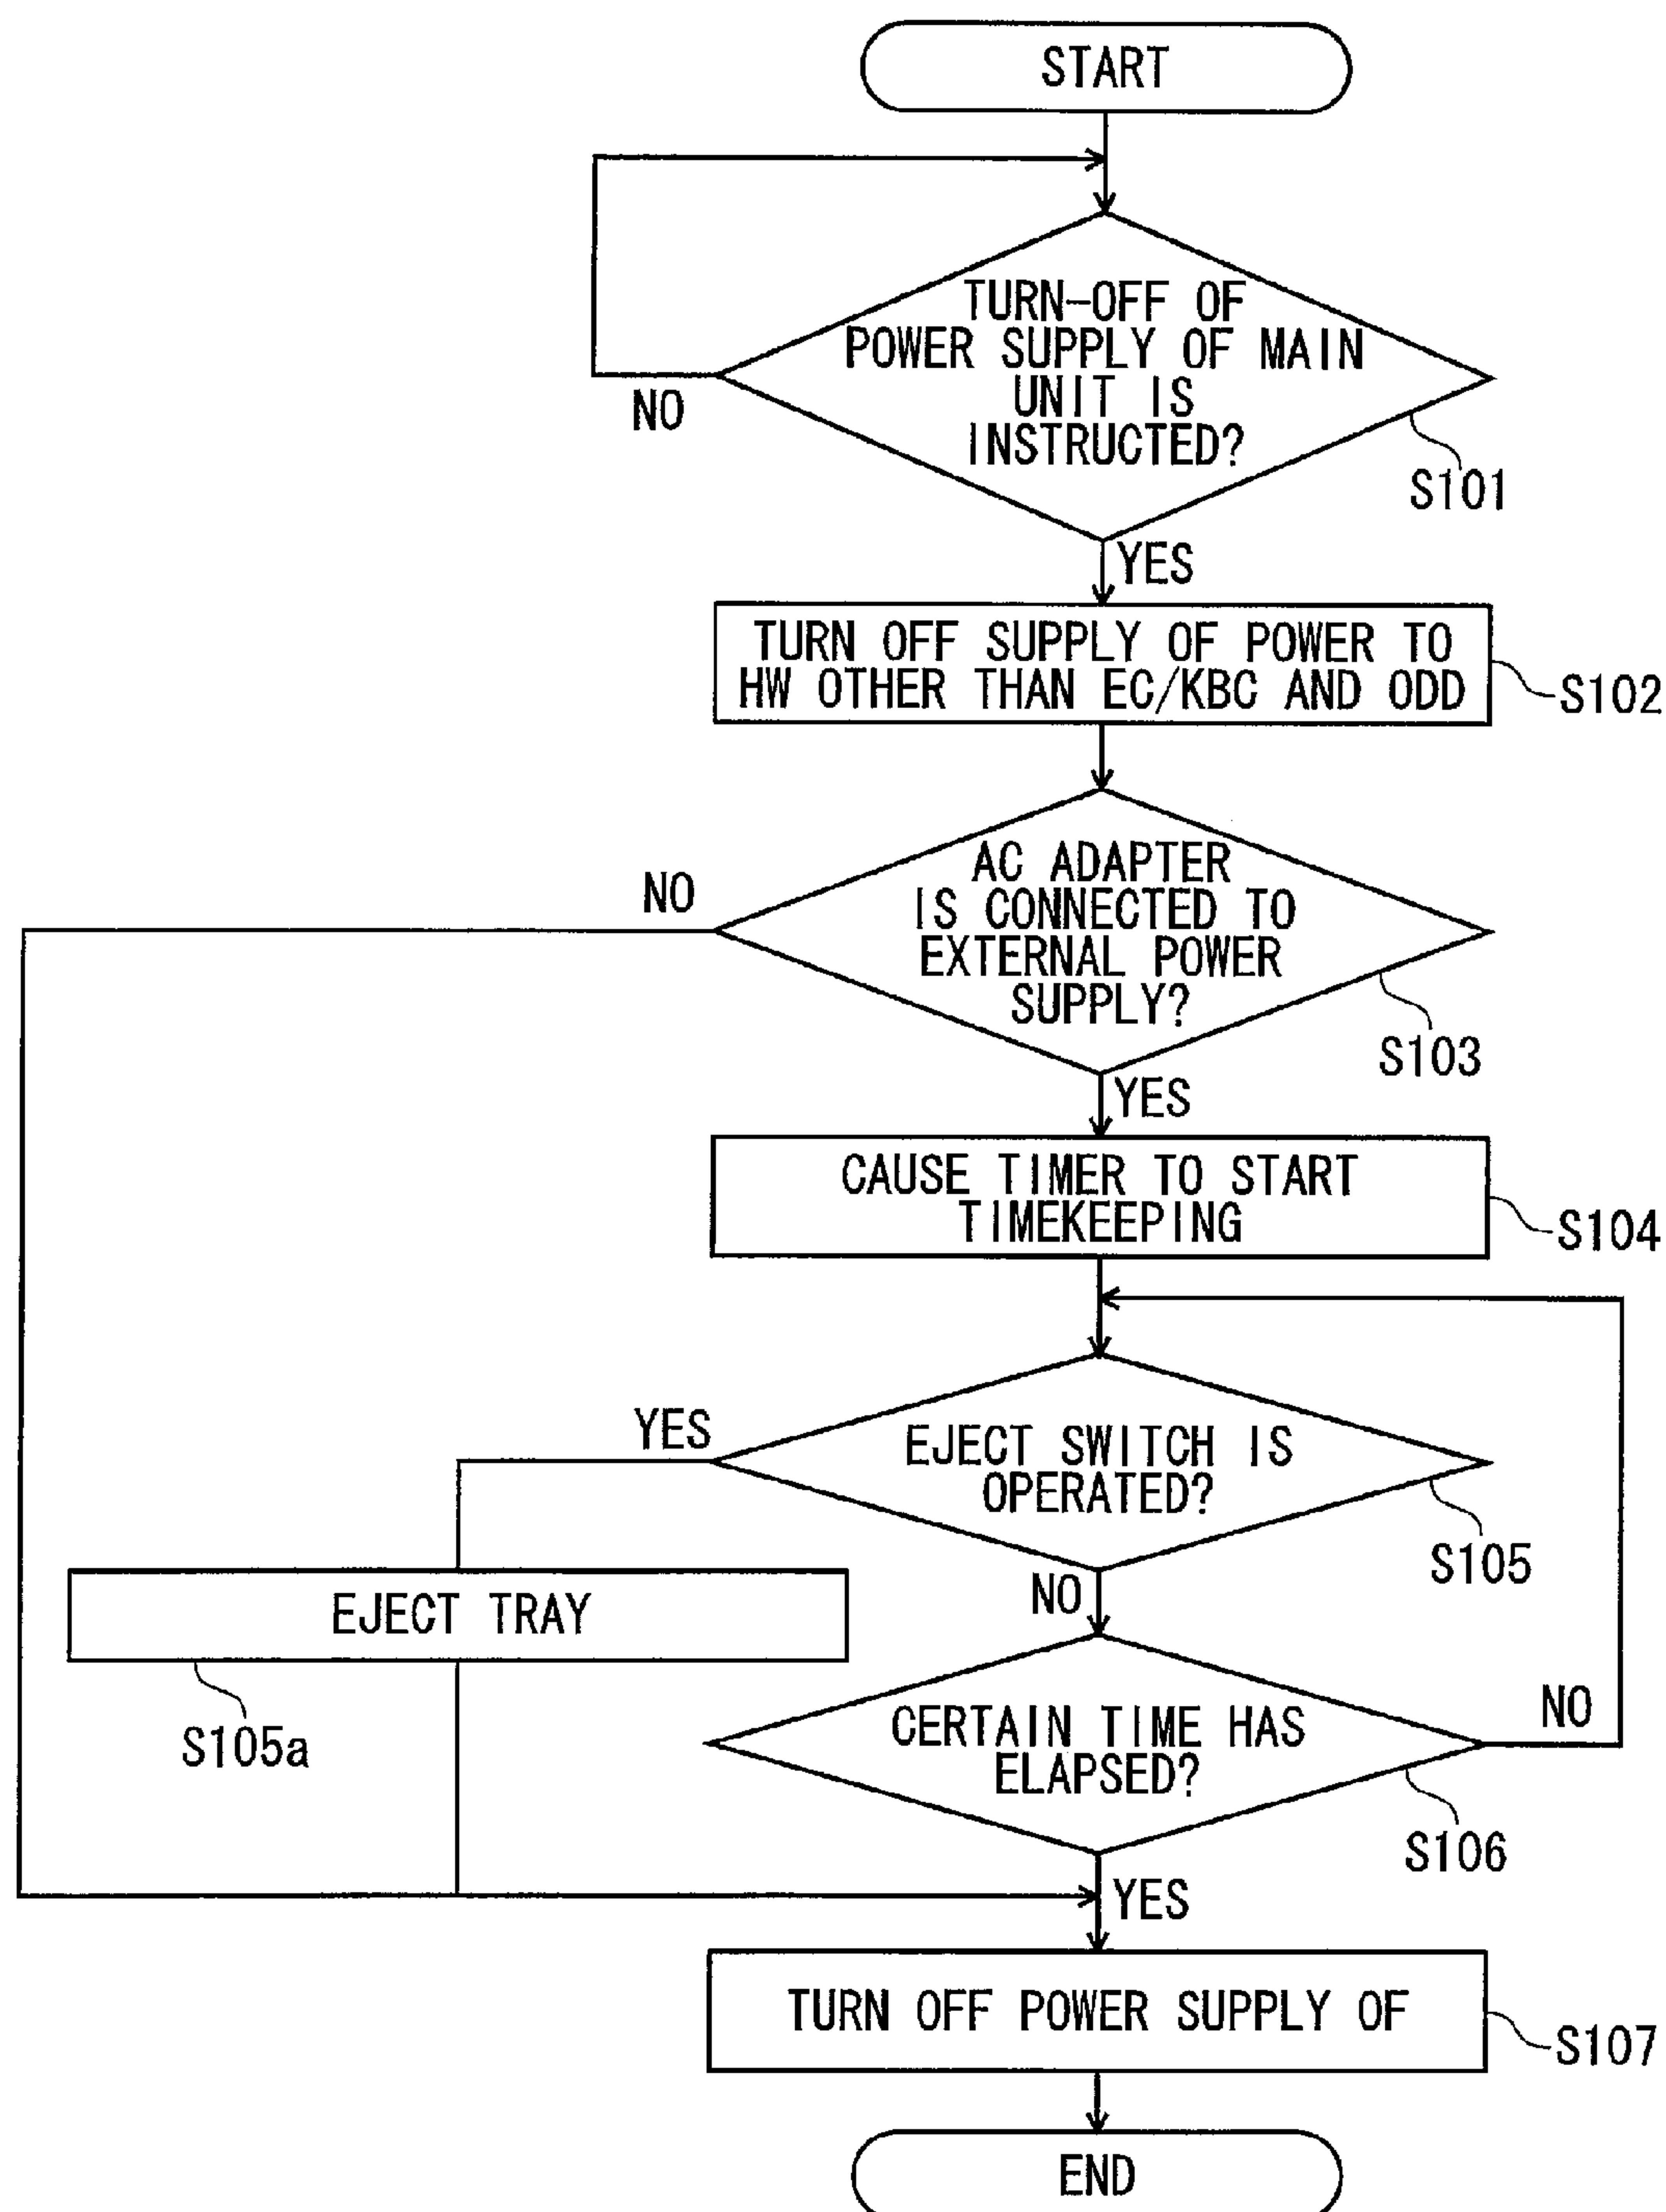 START
TURN-OFF OF
POWER SUPPLY OF MAIN
UNIT IS
INSTRUCTED?
NO
S101
YES
TURN OFF SUPPLY OF POWER TO
HW OTHER THAN EC/KBC AND ODD
S102
AC ADAPTER
IS CONNECTED TO
EXTERNAL POWER
SUPPLY?
NO
S103
YES
CAUSE TIMER TO START
TIMEKEEPING
S104
YES
EJECT SWITCH IS
OPERATED?
S105
NO
EJECT TRAY
S105a
CERTAIN TIME HAS
ELAPSED?
NO
S106
YES
TURN OFF POWER SUPPLY OF
S107
END